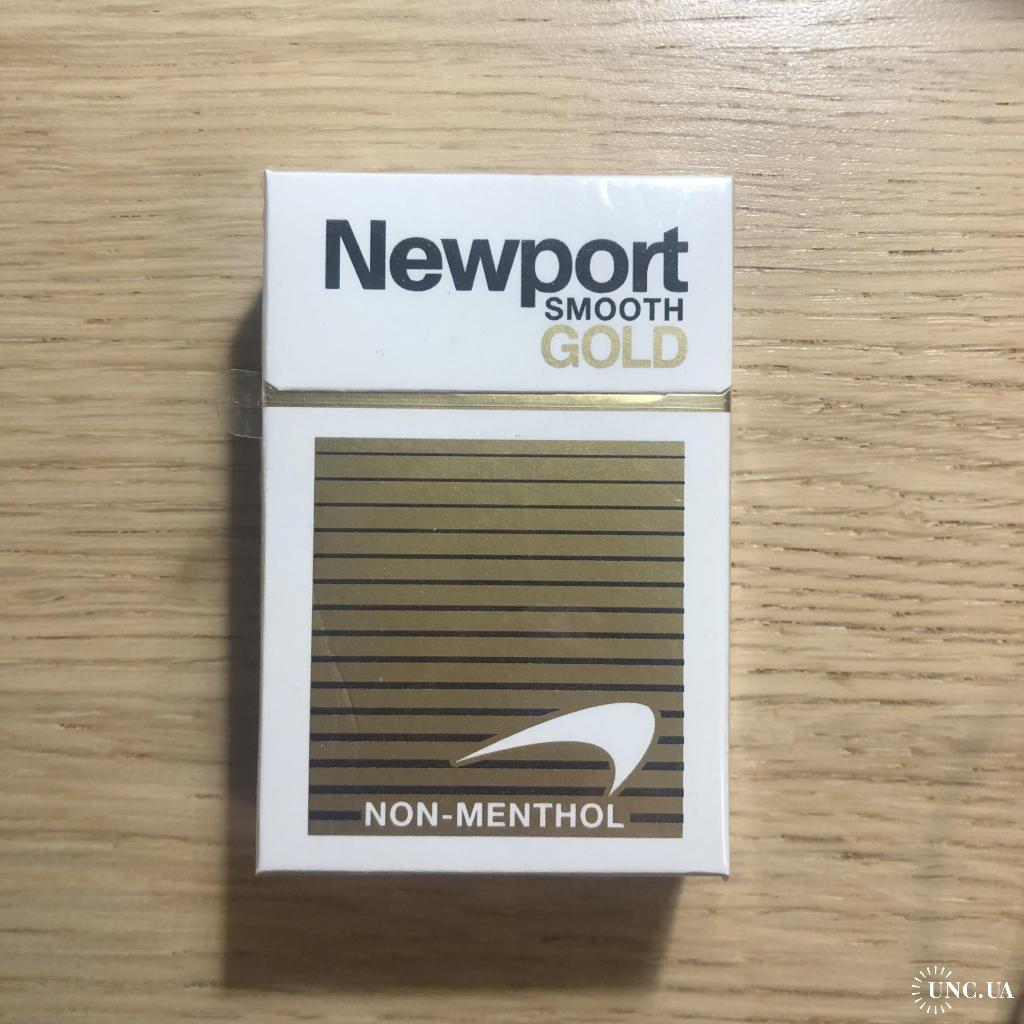 Newport
SMOOTH
GOLD
NON-MENTHOL
UNC.UA